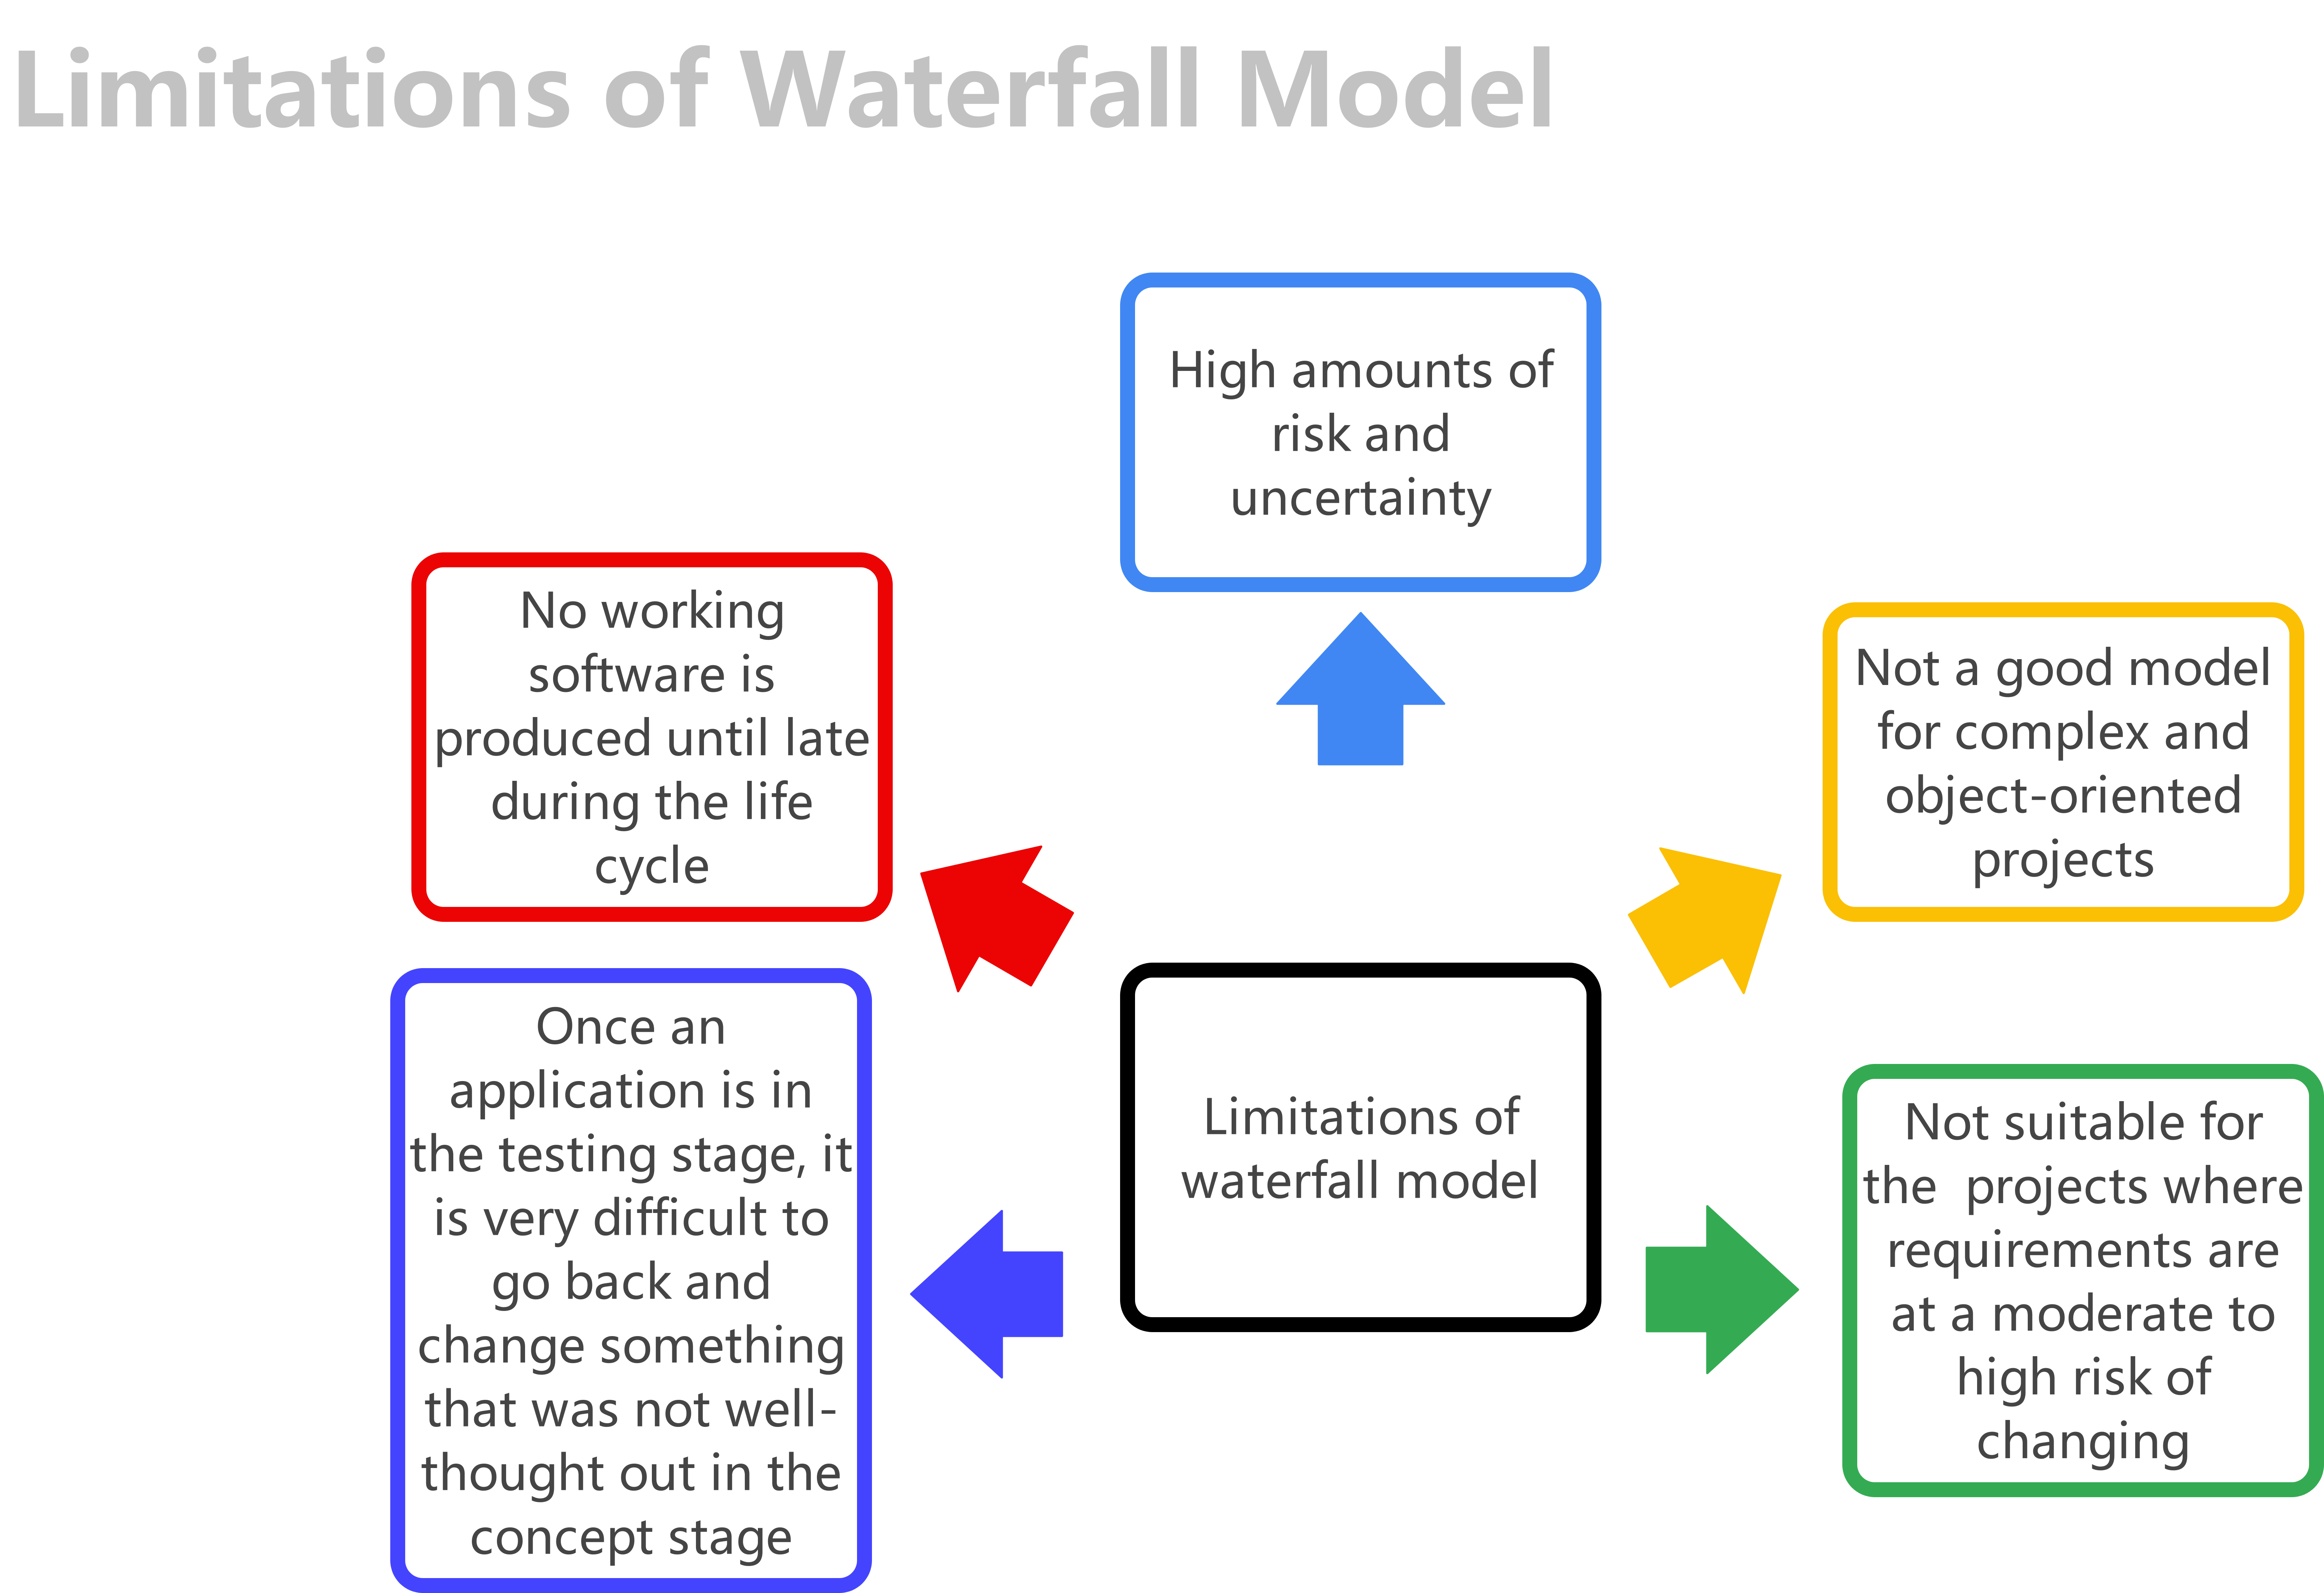 Limitations of Waterfall Model
High amounts of
risk and
uncertainty
No working
software is
produced until late
during the life
cycle
Not a good model
for complex and
object-oriented
projects
Once an
application is in
the testing stage, it
is very difficult to
go back and
change something
that was not well-
thought out in the
concept stage
Limitations of
waterfall model
Not suitable for
the  projects where
requirements are
at a moderate to
high risk of
changing